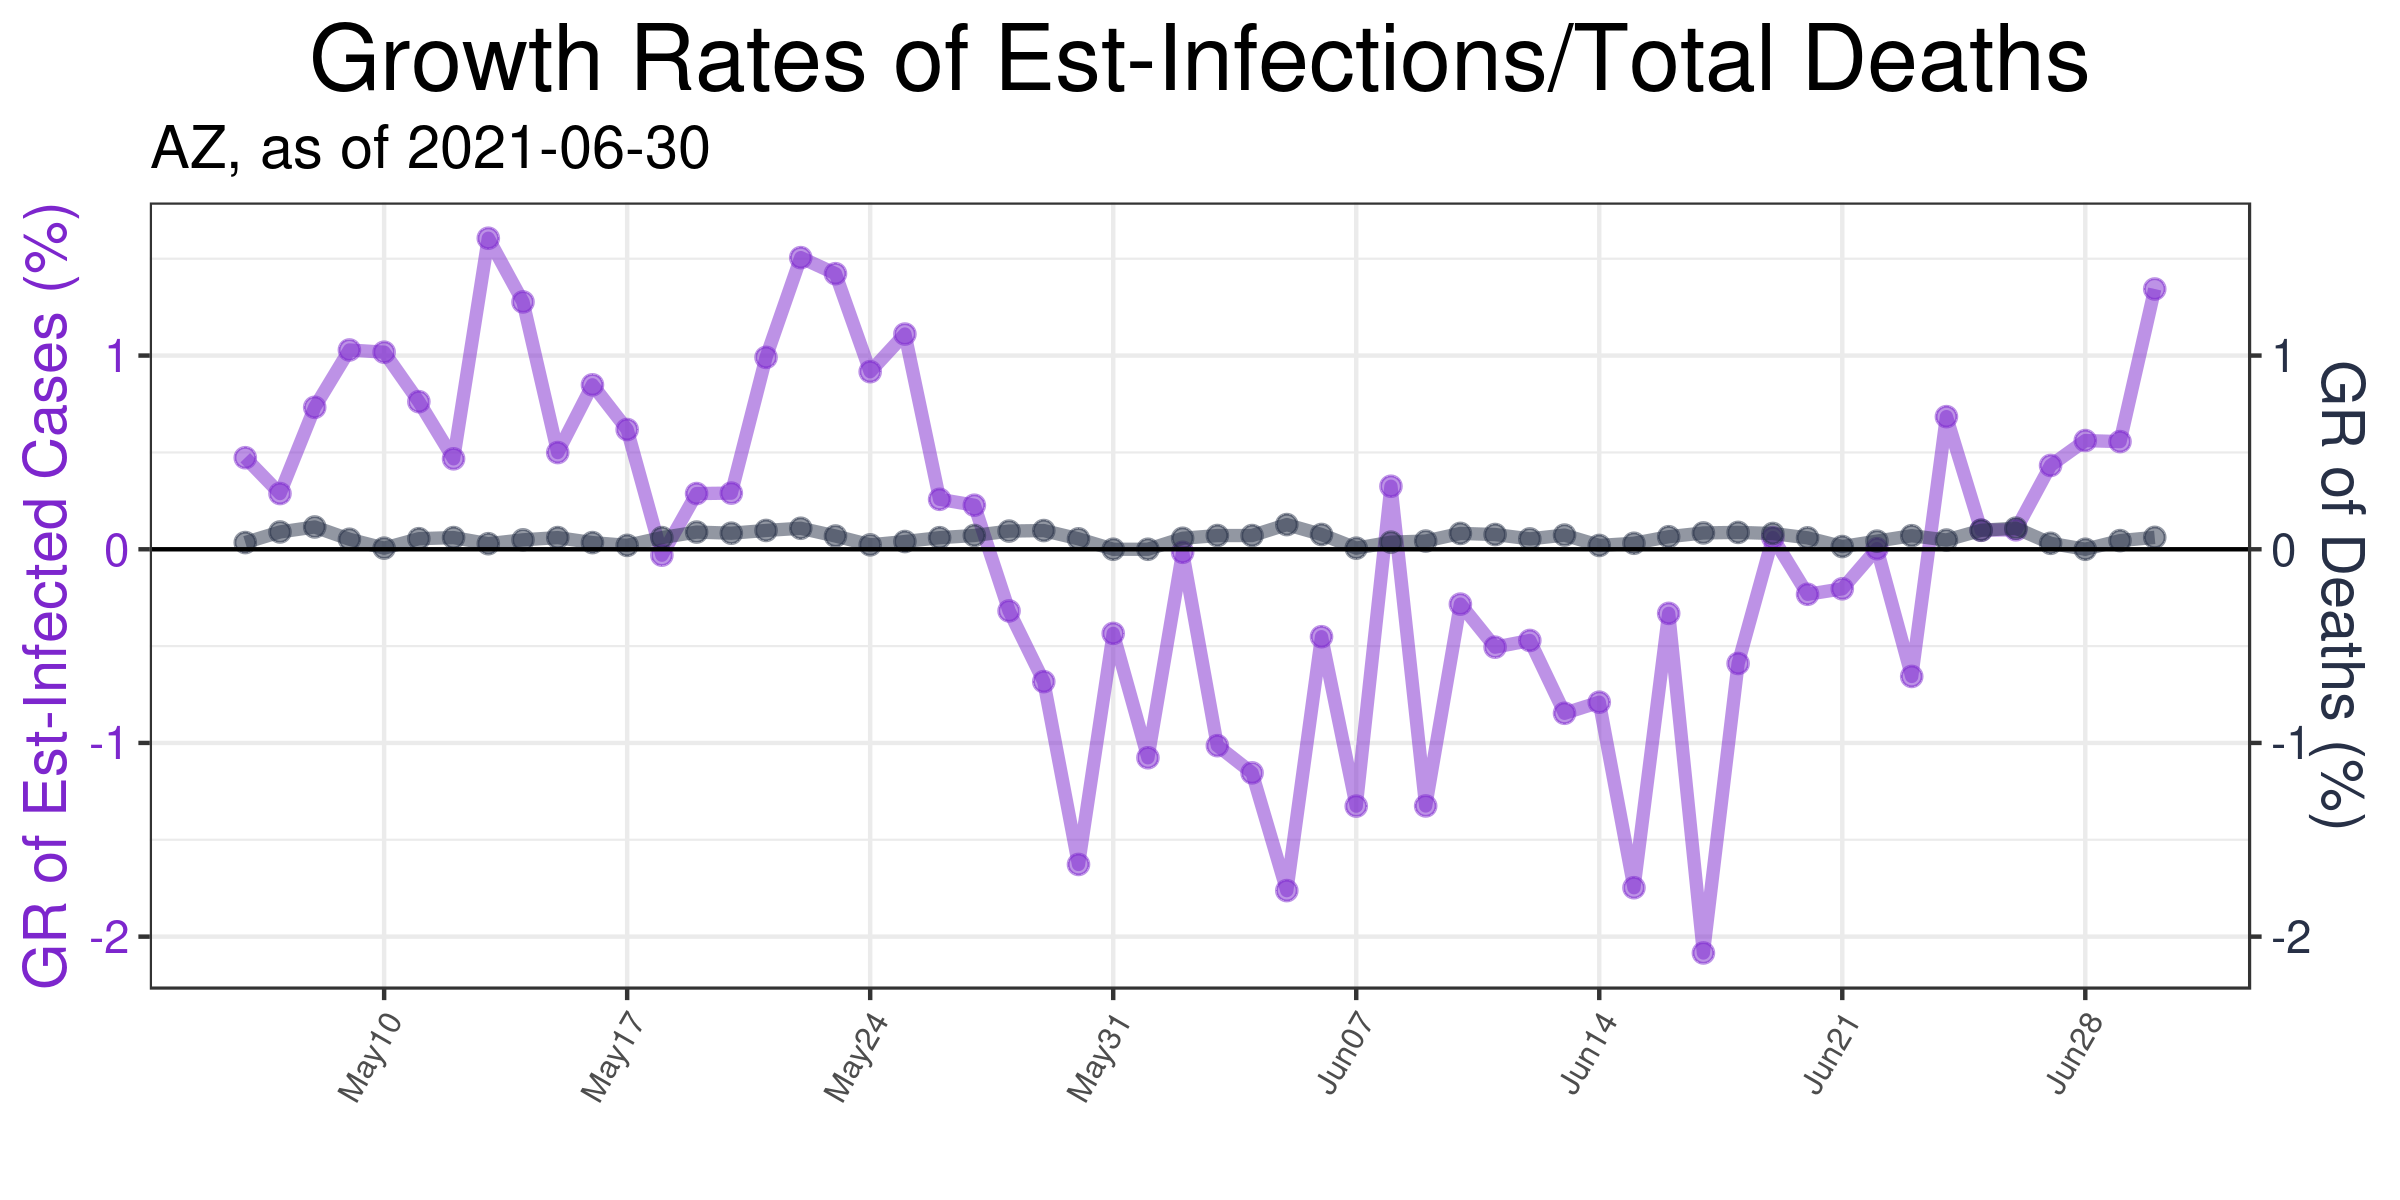 Growth Rates of Est-Infections/Total Deaths
AZ, as of 2021-06-30
GR of Est-Infected Cases (%)
1
0
-1
-2
1
0
-1
-2
GR of Deaths (%)
May10
May17
May24
May31
Jun07
Jun14
Jun21
Jun28